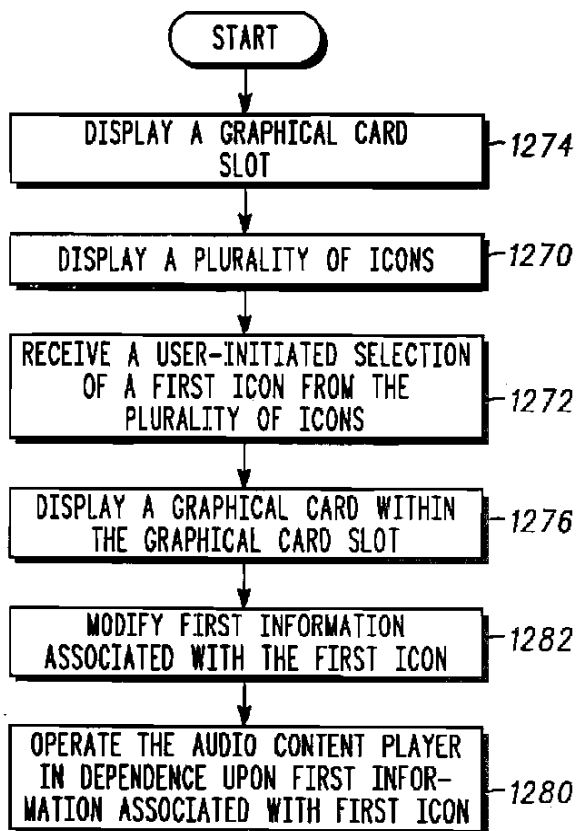 START
DISPLAY A GRAPHICAL CARD
SLOT
1274
DISPLAY A PLURALITY OF ICONS
1270
RECEIVE A USER-INITIATED SELECTION
OF A FIRST ICON FROM THE
PLURALITY OF ICONS
1272
DISPLAY A GRAPHICAL CARD WITHIN
THE GRAPHICAL CARD SLOT
1276
MODIFY FIRST INFORMATION
ASSOCIATED WITH THE FIRST ICON
1282
OPERATE THE AUDIO CONTENT PLAYER
IN DEPENDENCE UPON FIRST INFOR-
MATION ASSOCIATED WITH FIRST ICON
1280